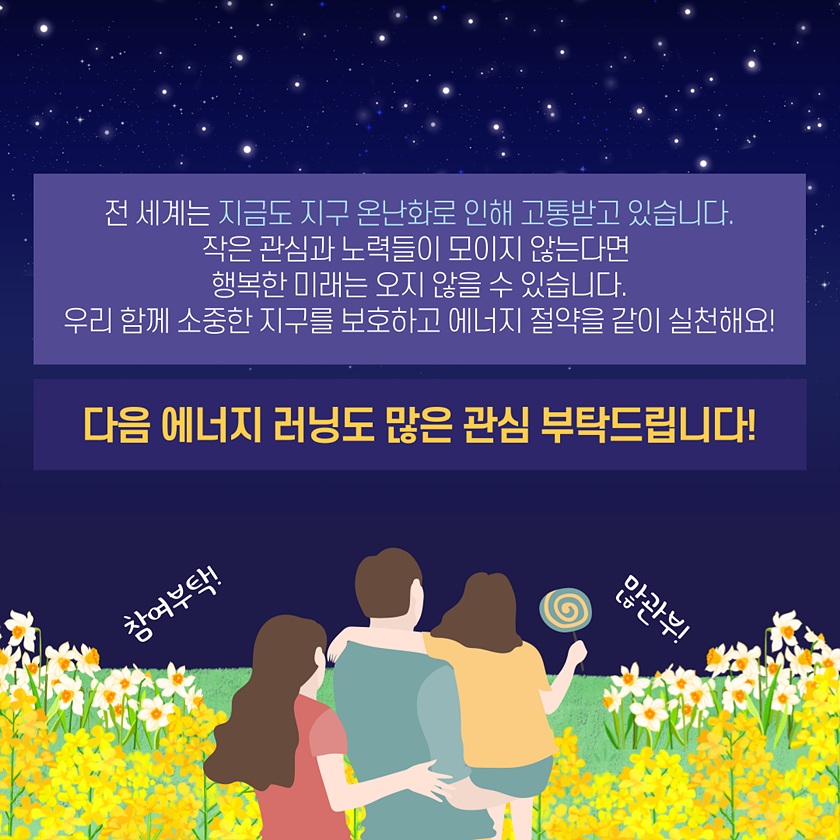 전 세계는 지금도 지구 온난화로 인해 고통받고 있습니다.
작은 관심과 노력들이 모이지 않는다면
행복한 미래는 오지 않을 수 있습니다.
우리 함께 소중한 지구를 보호하고 에너지 절약을 같이 실천해요!
다음 에너지 러닝도 많은 관심 부탁드립니다!
참여부탁!
많관부!